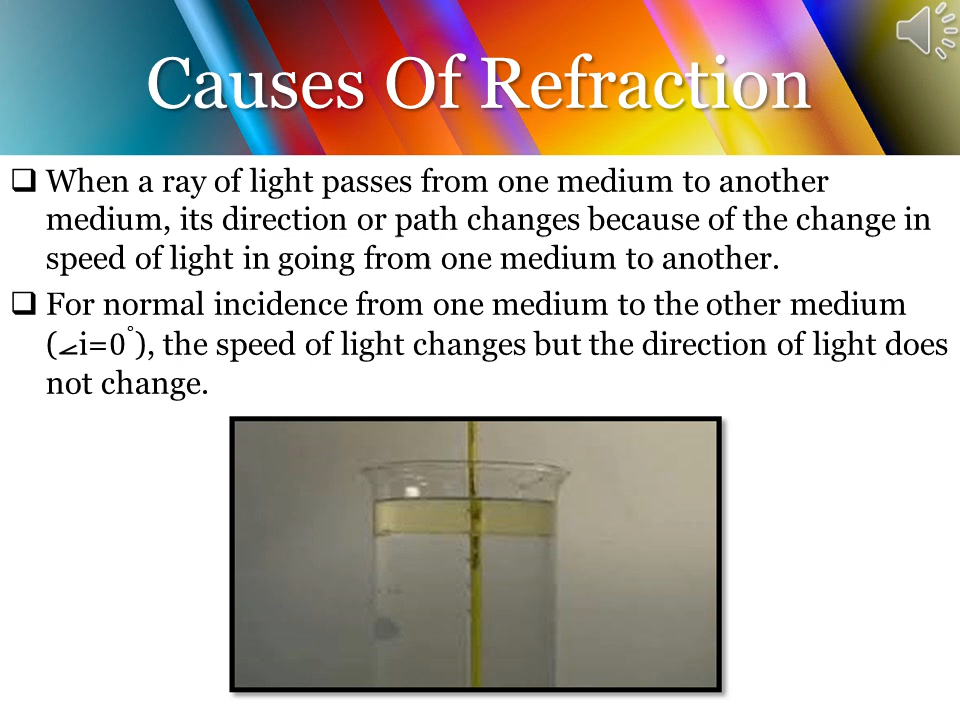 Causes Of Refraction
❑ When a ray of light passes from one medium to another
medium, its direction or path changes because of the change in
speed of light in going from one medium to another.
❑ For normal incidence from one medium to the other medium
(∠i=0°), the speed of light changes but the direction of light does
not change.